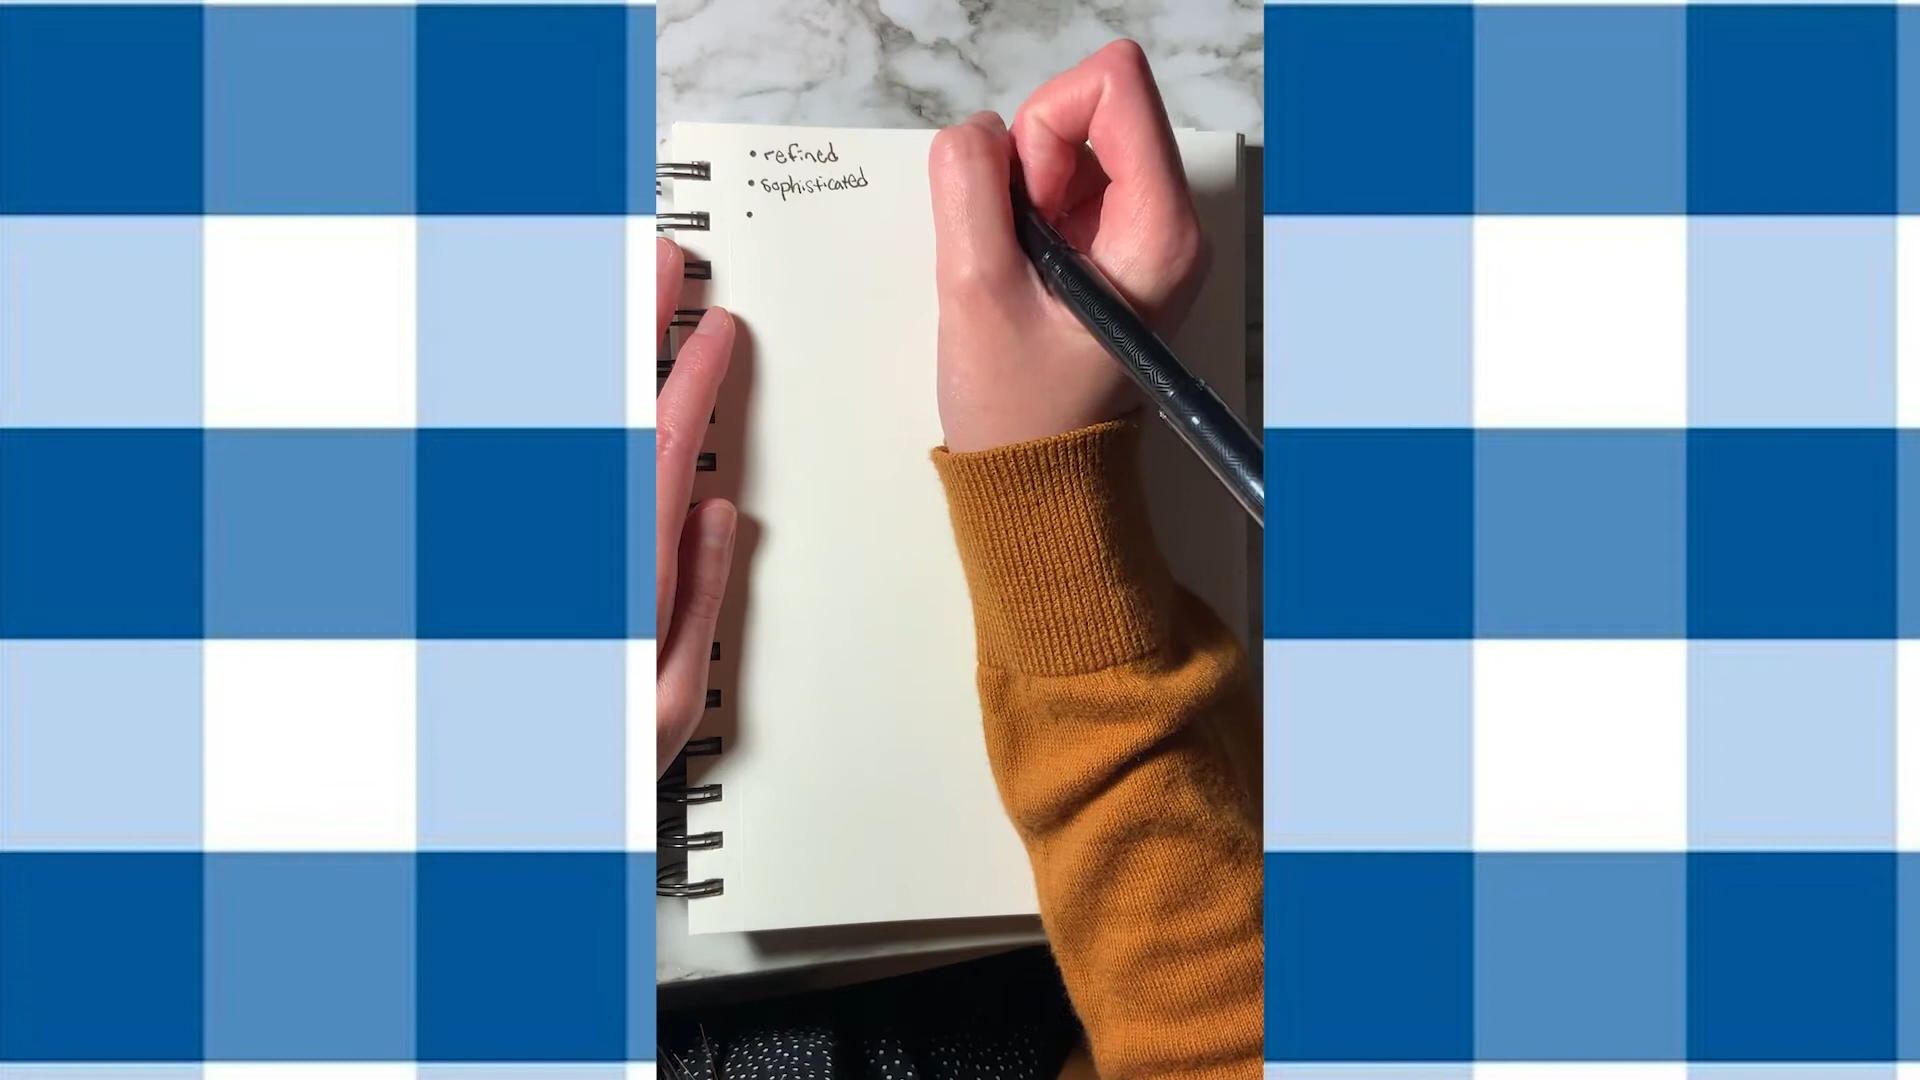 • refined
• sophisticated
•